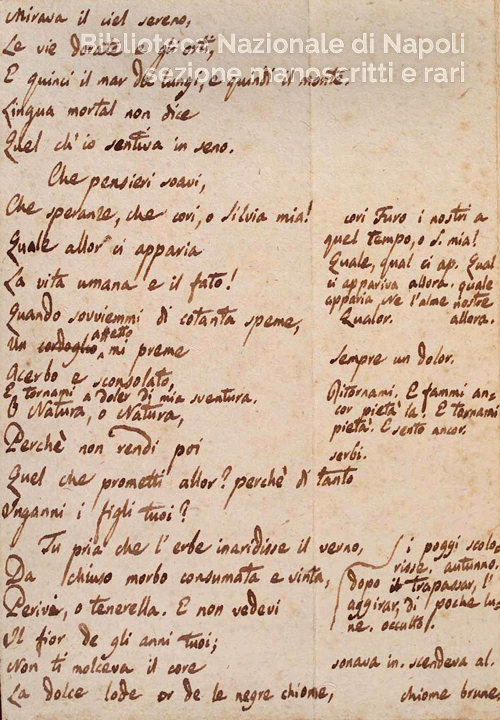 Biblioteca Nazionale di Napoli
sezione manoscritti e rari
Mirava il ciel sereno,
Le vie dorate e gli orti,
E quinci il mar da lungi, e quindi il monte.
Lingua mortal non dice
Quel ch'io sentiva in seno.
Che pensieri soavi,
Che speranze, che cori, o Silvia mia!
Quale allor ci apparia
La vita umana e il fato!
Quando sovviemmi di cotanta speme,
Un cordoglio affetto mi preme
Acerbo e sconsolato,
E tornami a doler di mia sventura.
O Natura, o Natura,
Perchè non rendi poi
Quel che prometti allor? perchè di tanto
Inganni i figli tuoi?
Tu pria che l'erbe inaridisse il verno,
Da chiuso morbo consumata e vinta,
Perivi, o tenerella. E non vedevi
Il fior de gli anni tuoi;
Non ti molceva il core
La dolce lode or de le negre chiome,
cori Furo i nostri a
quel tempo, o S. mia!
Quale, qual ci ap. Qual
ci appariva allora. quale
apparia, ve l'alme nostre
Qualor. allora.
sempre un dolor.
Ritornami. E fammi an-
cor pietà la. E tornami
pietà. E sento ancor.
serbi.
i poggi scolo-
risse. autunno.
dopo il trapassar, l'
aggirar, di poche lu-
ne. occulto.
sonava in. scendeva al.
chiome brune,